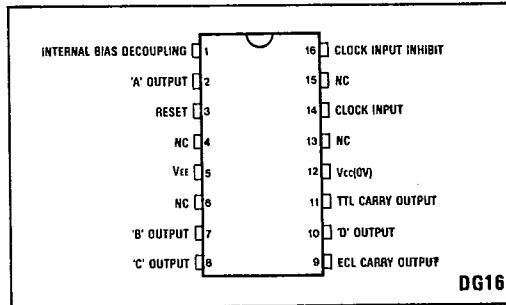 INTERNAL BIAS DECOUPLING 1 16 CLOCK INPUT INHIBIT
'A' OUTPUT 2 15 NC
RESET 3 14 CLOCK INPUT
NC 4 13 NC
VEE 5 12 VCC(0V)
NC 6 11 TTL CARRY OUTPUT
'B' OUTPUT 7 10 'D' OUTPUT
'C' OUTPUT 8 9 ECL CARRY OUTPUT
DG16